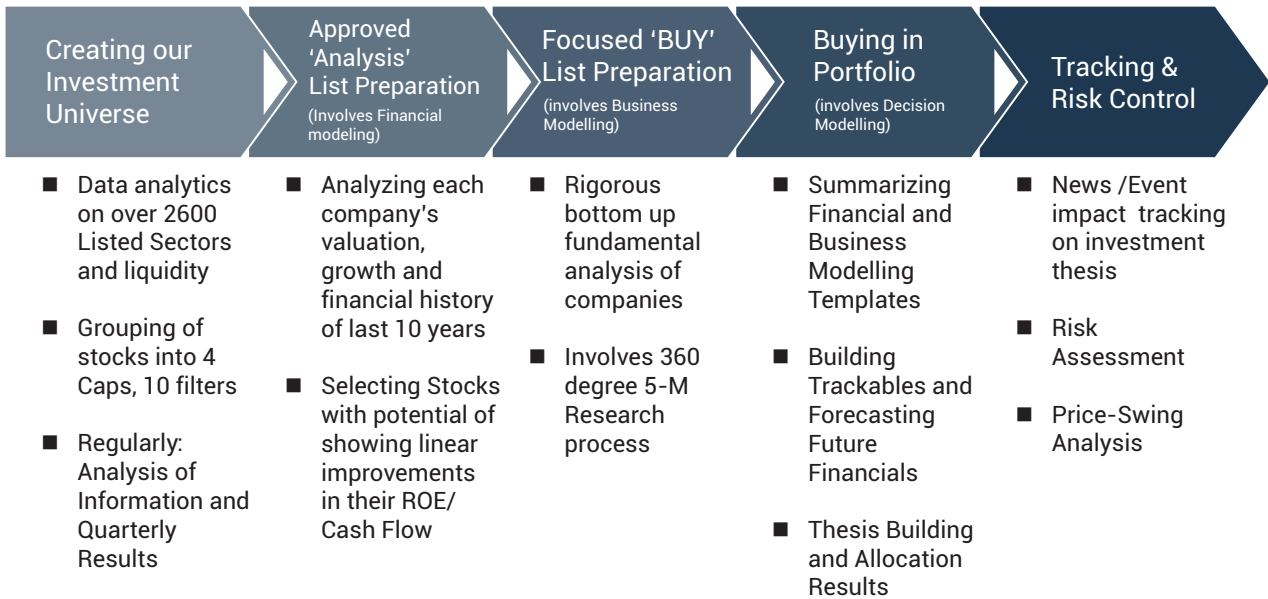 Creating our
Investment
Universe
Approved
‘Analysis’
List Preparation
(Involves Financial
modeling)
Focused ‘BUY’
List Preparation
(involves Business
Modelling)
Buying in
Portfolio
(involves Decision
Modelling)
Tracking &
Risk Control
■ Data analytics
on over 2600
Listed Sectors
and liquidity
■ Grouping of
stocks into 4
Caps, 10 filters
■ Regularly:
Analysis of
Information and
Quarterly
Results
■ Analyzing each
company's
valuation,
growth and
financial history
of last 10 years
■ Selecting Stocks
with potential of
showing linear
improvements
in their ROE/
Cash Flow
■ Rigorous
bottom up
fundamental
analysis of
companies
■ Involves 360
degree 5-M
Research
process
■ Summarizing
Financial and
Business
Modelling
Templates
■ Building
Trackables and
Forecasting
Future
Financials
■ Thesis Building
and Allocation
Results
■ News /Event
impact tracking
on investment
thesis
■ Risk
Assessment
■ Price-Swing
Analysis